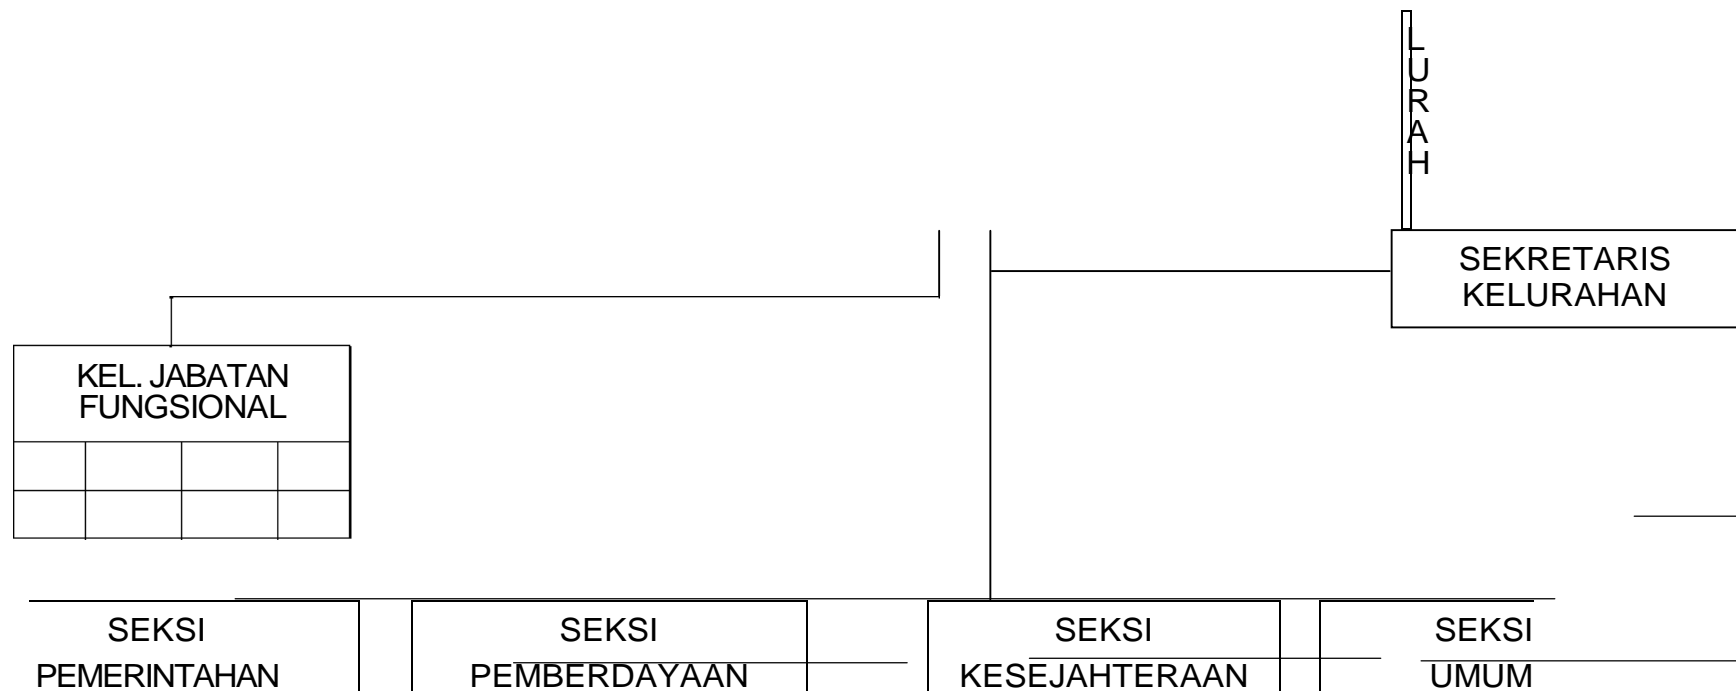 LURAH
SEKRETARIS
KELURAHAN
KEL. JABATAN
FUNGSIONAL
SEKSI
PEMERINTAHAN
SEKSI
PEMBERDAYAAN
SEKSI
KESEJAHTERAAN
SEKSI
UMUM